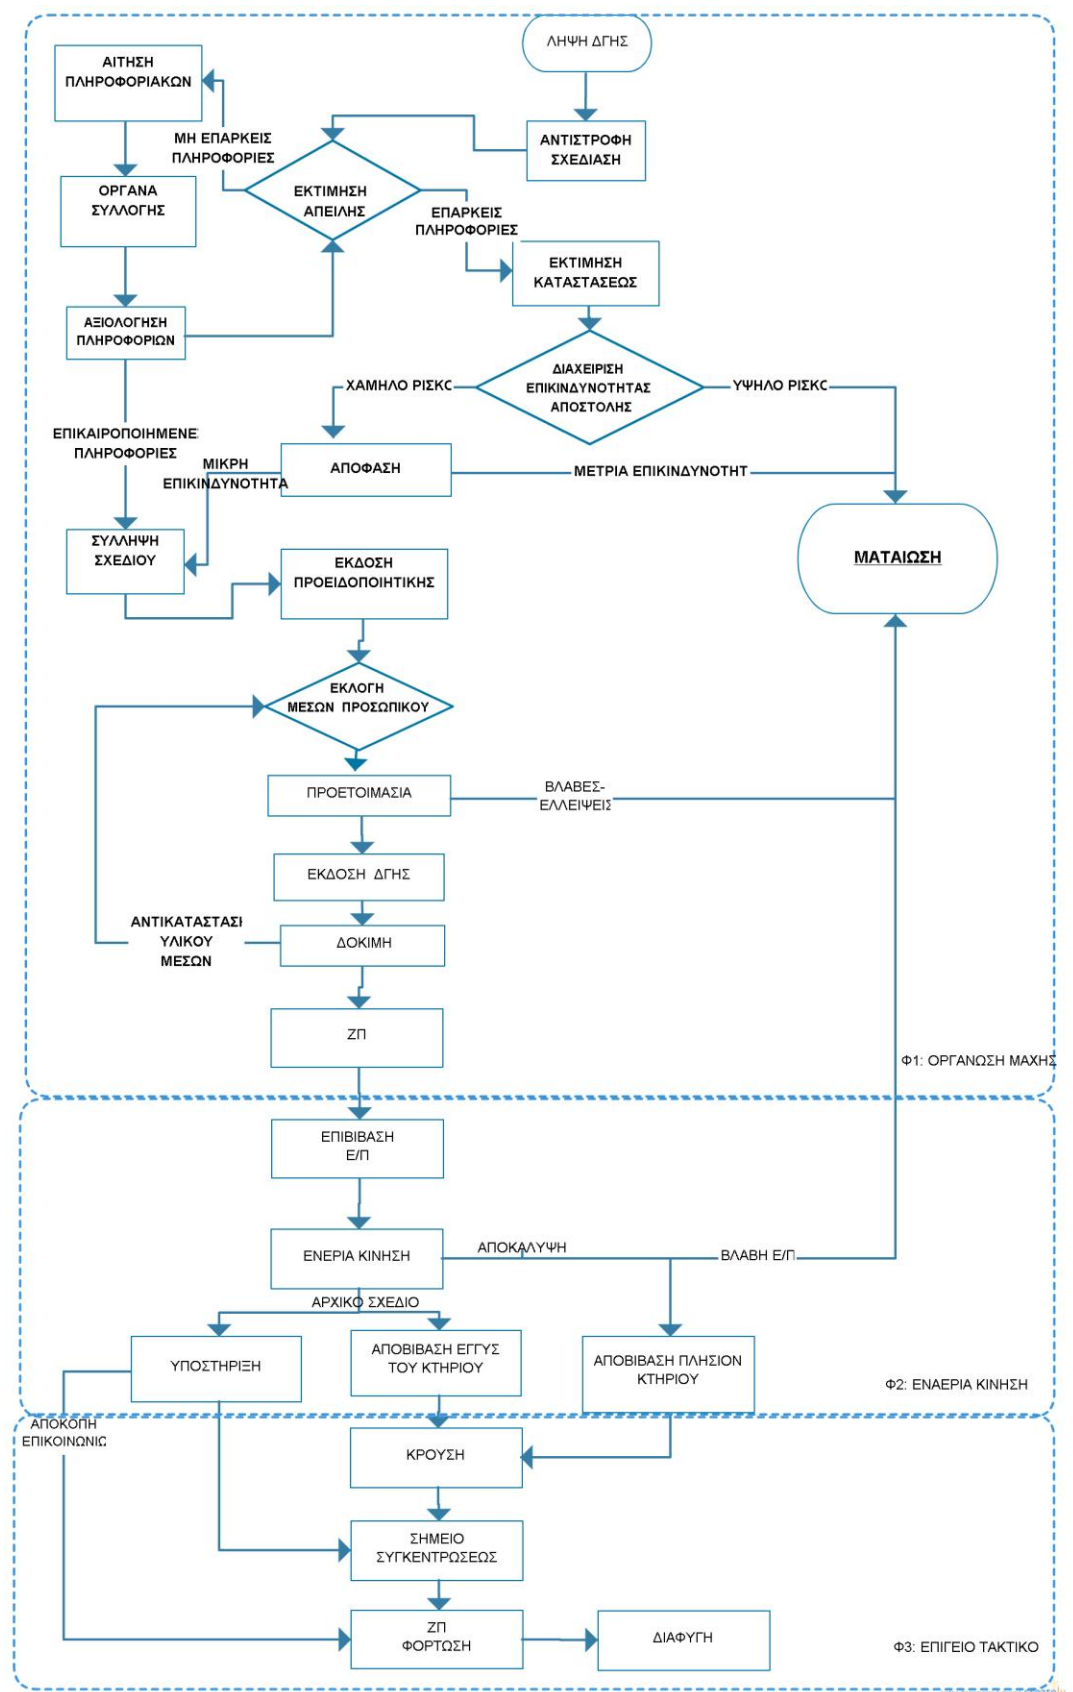 ΛΗΨΗ ΔΓΗΣ
ΑΙΤΗΣΗ
ΠΛΗΡΟΦΟΡΙΑΚΩΝ
ΜΗ ΕΠΑΡΚΕΙΣ
ΠΛΗΡΟΦΟΡΙΕΣ
ΑΝΤΙΣΤΡΟΦΗ
ΣΧΕΔΙΑΣΗ
ΟΡΓΑΝΑ
ΣΥΛΛΟΓΗΣ
ΕΚΤΙΜΗΣΗ
ΑΠΕΙΛΗΣ
ΕΠΑΡΚΕΙΣ
ΠΛΗΡΟΦΟΡΙΕΣ
ΕΚΤΙΜΗΣΗ
ΚΑΤΑΣΤΑΣΕΩΣ
ΑΞΙΟΛΟΓΗΣΗ
ΠΛΗΡΟΦΟΡΙΩΝ
ΔΙΑΧΕΙΡΙΣΗ
ΕΠΙΚΙΝΔΥΝΟΤΗΤΑΣ
ΑΠΟΣΤΟΛΗΣ
ΧΑΜΗΛΟ ΡΙΣΚΟ
ΥΨΗΛΟ ΡΙΣΚΟ
ΕΠΙΚΑΙΡΟΠΟΙΗΜΕΝΕΣ
ΠΛΗΡΟΦΟΡΙΕΣ
ΜΙΚΡΗ
ΕΠΙΚΙΝΔΥΝΟΤΗΤΑ
ΑΠΟΦΑΣΗ
ΜΕΤΡΙΑ ΕΠΙΚΙΝΔΥΝΟΤΗΤ
ΣΥΛΛΗΨΗ
ΣΧΕΔΙΟΥ
ΕΚΔΟΣΗ
ΠΡΟΕΙΔΟΠΟΙΗΤΙΚΗΣ
ΜΑΤΑΙΩΣΗ
ΕΚΛΟΓΗ
ΜΕΣΩΝ ΠΡΟΣΩΠΙΚΟΥ
ΠΡΟΕΤΟΙΜΑΣΙΑ
ΒΛΑΒΕΣ-
ΕΛΛΕΙΨΕΙΣ
ΕΚΔΟΣΗ ΔΓΗΣ
ΑΝΤΙΚΑΤΑΣΤΑΣΗ
ΥΛΙΚΟΥ
ΜΕΣΩΝ
ΔΟΚΙΜΗ
ΖΠ
Φ1: ΟΡΓΑΝΩΣΗ ΜΑΧΗΣ
ΕΠΙΒΙΒΑΣΗ
Ε/Π
ΕΝΕΡΙΑ ΚΙΝΗΣΗ
ΑΠΟΚΑΛΥΨΗ
ΒΛΑΒΗ Ε/Π
ΑΡΧΙΚΟ ΣΧΕΔΙΟ
ΥΠΟΣΤΗΡΙΞΗ
ΑΠΟΒΙΒΑΣΗ ΕΓΓΥΣ
ΤΟΥ ΚΤΗΡΙΟΥ
ΑΠΟΒΙΒΑΣΗ ΠΛΗΣΙΟΝ
ΚΤΗΡΙΟΥ
Φ2: ΕΝΑΕΡΙΑ ΚΙΝΗΣΗ
ΑΠΟΚΟΠΗ
ΕΠΙΚΟΙΝΩΝΙΩ
ΚΡΟΥΣΗ
ΣΗΜΕΙΟ
ΣΥΓΚΕΝΤΡΩΣΕΩΣ
ΖΠ
ΦΟΡΤΩΣΗ
ΔΙΑΦΥΓΗ
Φ3: ΕΠΙΓΕΙΟ ΤΑΚΤΙΚΟ